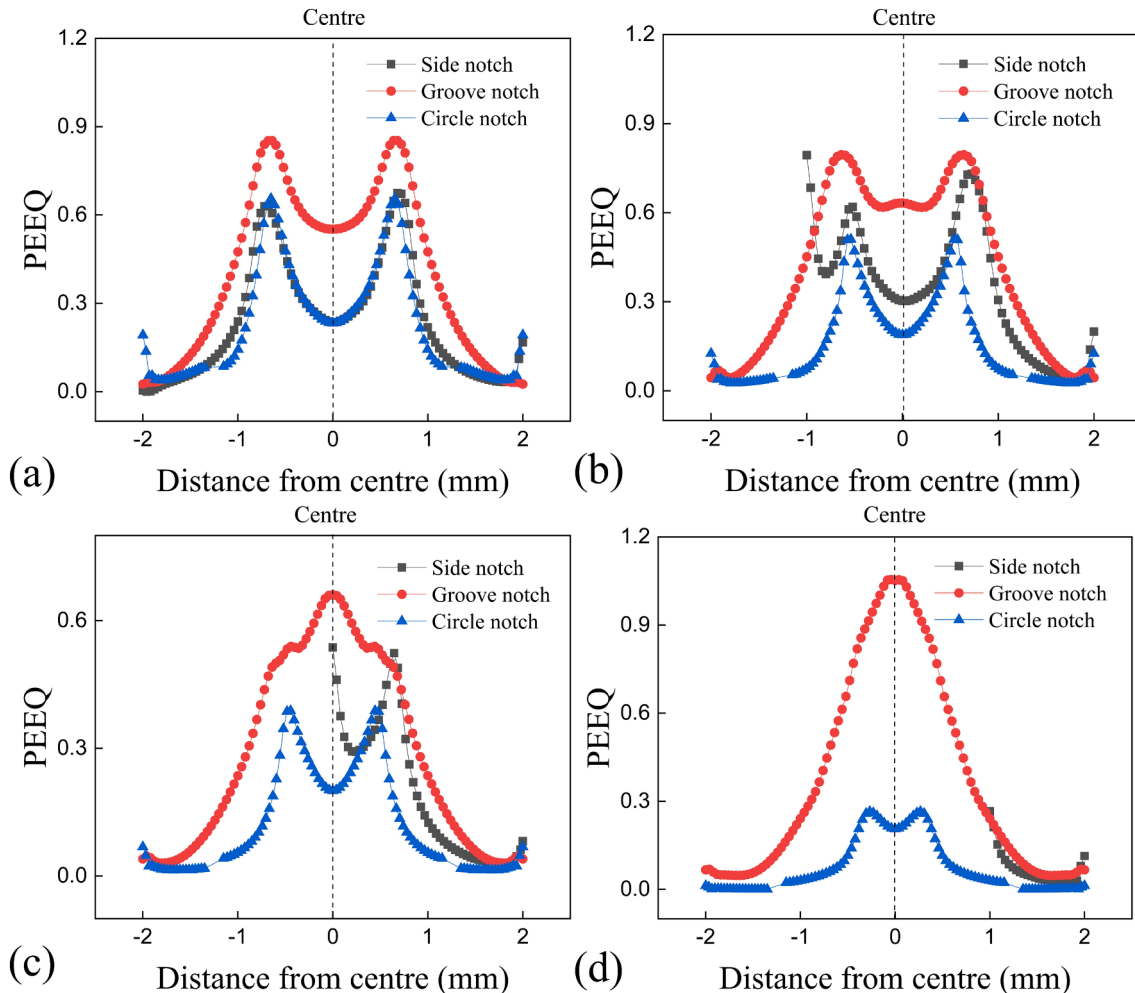 Centre
1.2
0.9
0.6
0.3
0.0
PEEQ
Side notch
Groove notch
Circle notch
-2
-1
0
1
2
Distance from centre (mm)
(a)
Centre
1.2
0.9
0.6
0.3
0.0
PEEQ
Side notch
Groove notch
Circle notch
-2
-1
0
1
2
Distance from centre (mm)
(b)
Centre
0.6
0.3
0.0
PEEQ
Side notch
Groove notch
Circle notch
-2
-1
0
1
2
Distance from centre (mm)
(c)
Centre
1.2
0.9
0.6
0.3
0.0
PEEQ
Side notch
Groove notch
Circle notch
-2
-1
0
1
2
Distance from centre (mm)
(d)